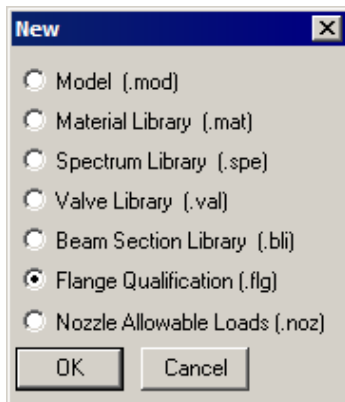 New
Model (.mod)
Material Library (.mat)
Spectrum Library (.spe)
Valve Library (.val)
Beam Section Library (.bli)
Flange Qualification (.flg)
Nozzle Allowable Loads (.noz)
OK Cancel